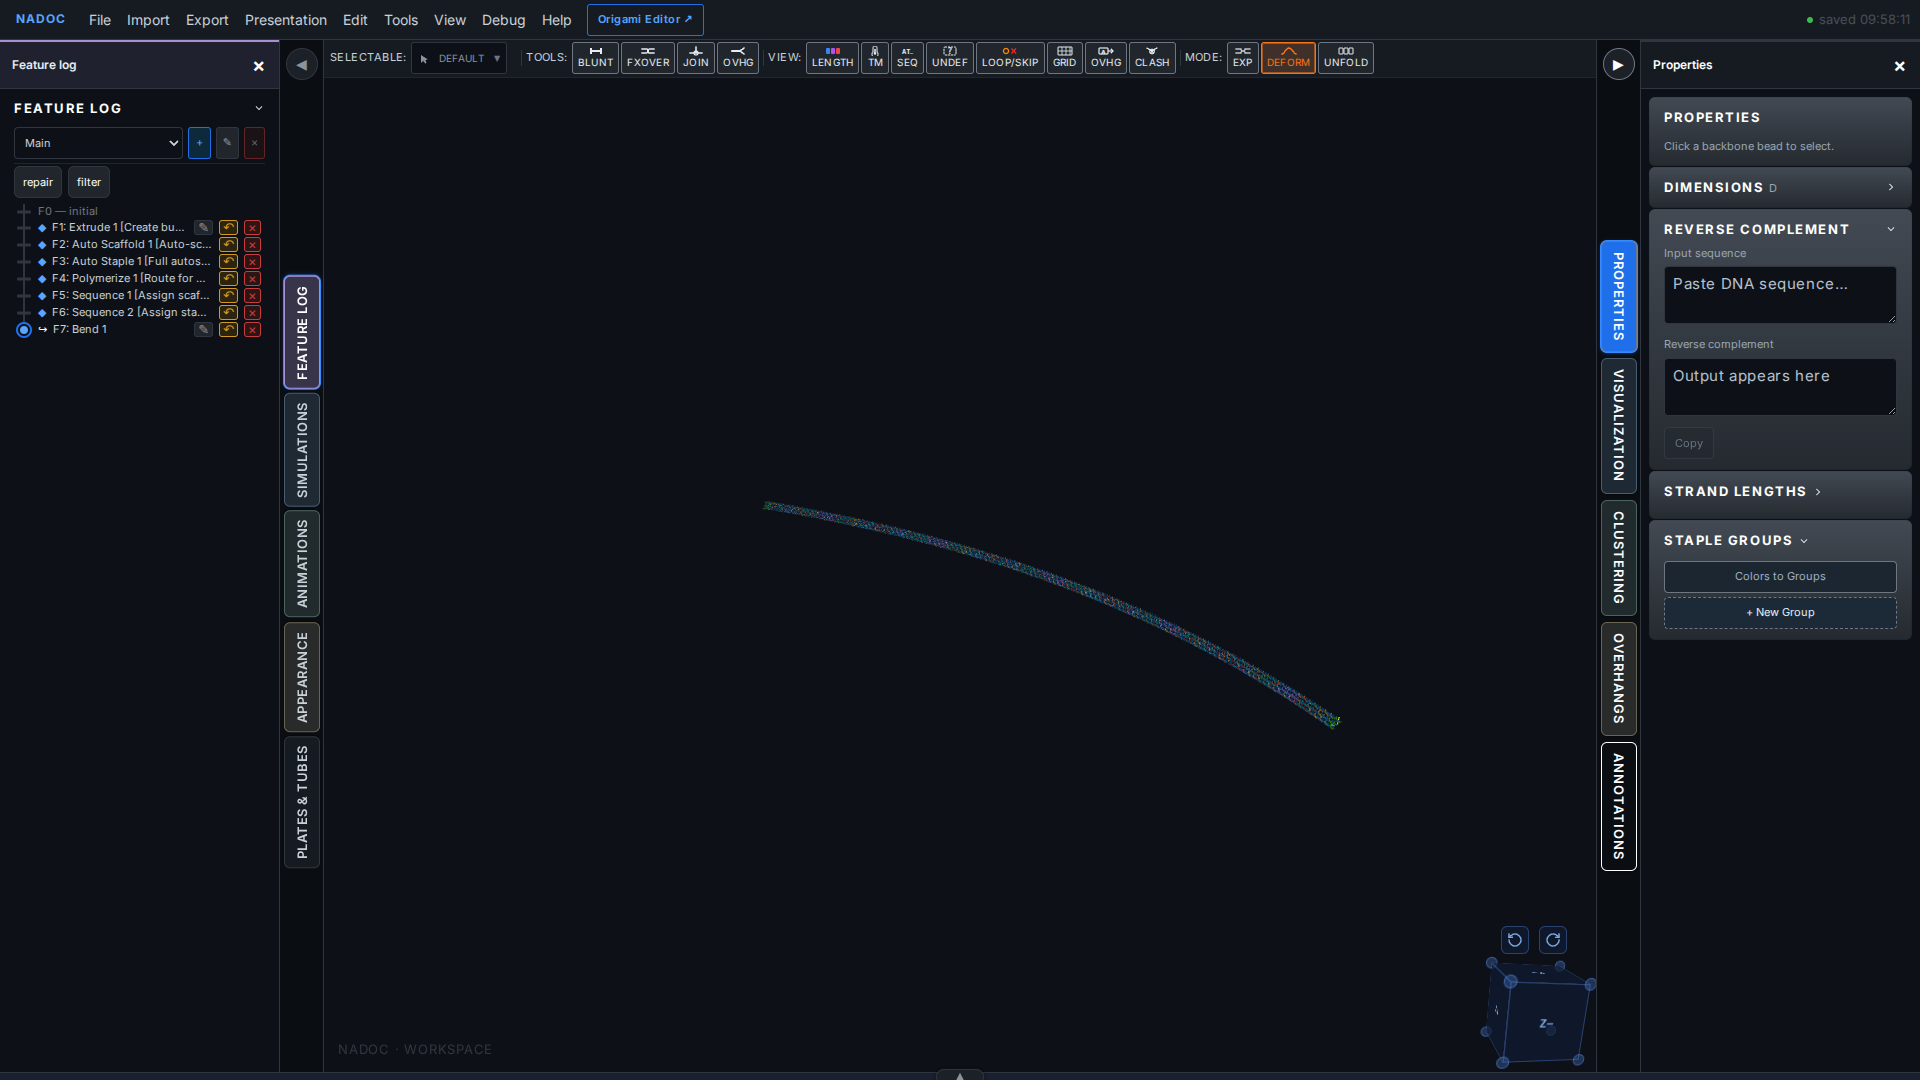 NADOC File Import Export Presentation Edit Tools View Debug Help Origami Editor ↗ saved 09:58:11
Feature log ×
FEATURE LOG
Main + ✎ ×
repair filter
F0 — initial
F1: Extrude 1 [Create bu...
F2: Auto Scaffold 1 [Auto-sc...
F3: Auto Staple 1 [Full autos...
F4: Polymerize 1 [Route for ...
F5: Sequence 1 [Assign scaf...
F6: Sequence 2 [Assign sta...
F7: Bend 1
FEATURE LOG
SIMULATIONS
ANIMATIONS
APPEARANCE
PLATES & TUBES
SELECTABLE: DEFAULT TOOLS: BLUNT FXOVER JOIN OVHG VIEW: LENGTH TM SEQ UNDEF LOOP/SKIP GRID OVHG CLASH MODE: EXP DEFORM UNFOLD
Z-
NADOC · WORKSPACE
PROPERTIES
VISUALIZATION
CLUSTERING
OVERHANGS
ANNOTATIONS
Properties ×
PROPERTIES
Click a backbone bead to select.
DIMENSIONS D
REVERSE COMPLEMENT
Input sequence
Paste DNA sequence...
Reverse complement
Output appears here
Copy
STRAND LENGTHS
STAPLE GROUPS
Colors to Groups
+ New Group